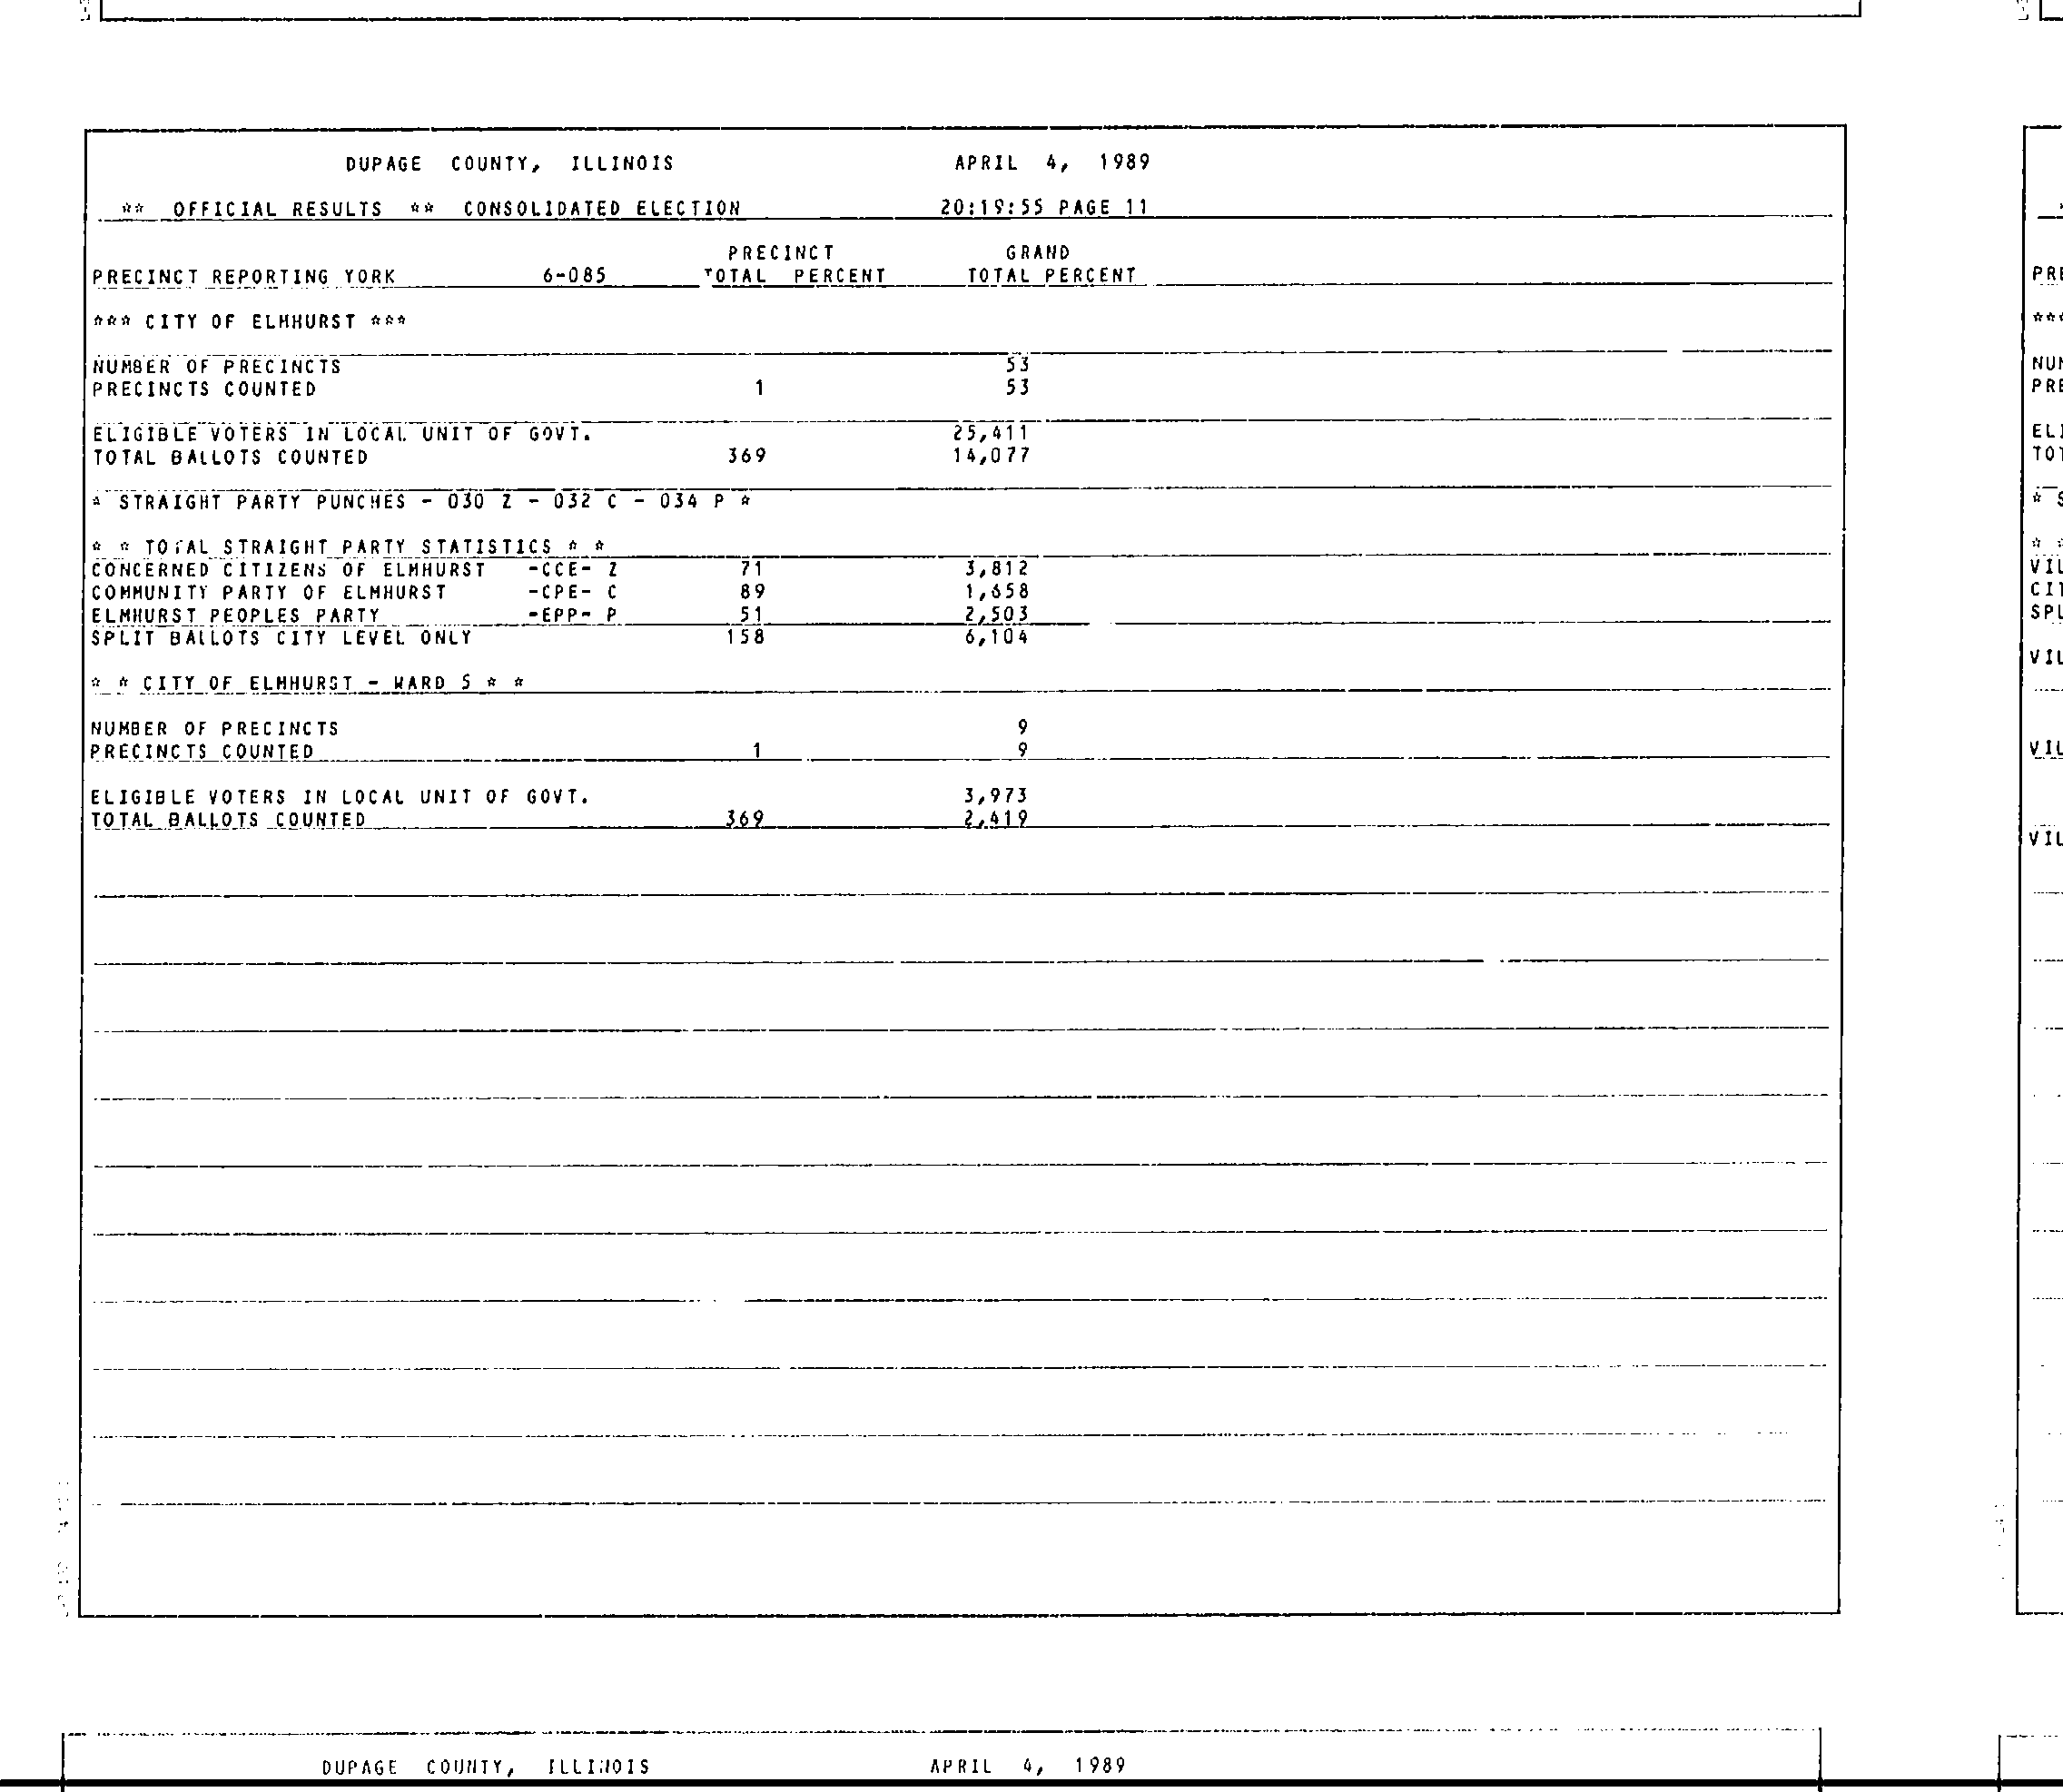 DUPAGE COUNTY, ILLINOIS APRIL 4, 1989
** OFFICIAL RESULTS ** CONSOLIDATED ELECTION 20:19:55 PAGE 11
PRECINCT GRAND
PRECINCT REPORTING YORK 6-085 TOTAL PERCENT TOTAL PERCENT
*** CITY OF ELMHURST ***
NUMBER OF PRECINCTS 53
PRECINCTS COUNTED 1 53
ELIGIBLE VOTERS IN LOCAL UNIT OF GOVT. 25,411
TOTAL BALLOTS COUNTED 369 14,077
* STRAIGHT PARTY PUNCHES - 030 Z - 032 C - 034 P *
* * TOTAL STRAIGHT PARTY STATISTICS * *
CONCERNED CITIZENS OF ELMHURST -CCE- Z 71 3,812
COMMUNITY PARTY OF ELMHURST -CPE- C 89 1,658
ELMHURST PEOPLES PARTY -EPP- P 51 2,503
SPLIT BALLOTS CITY LEVEL ONLY 158 6,104
* * CITY OF ELMHURST - WARD 5 * *
NUMBER OF PRECINCTS 9
PRECINCTS COUNTED 1 9
ELIGIBLE VOTERS IN LOCAL UNIT OF GOVT. 3,973
TOTAL BALLOTS COUNTED 369 2,419
DUPAGE COUNTY, ILLINOIS APRIL 4, 1989
PRE
***
NUM
PRE
ELI
TOT
* S
* *
VIL
CIT
SPL
VIL
VIL
VIL